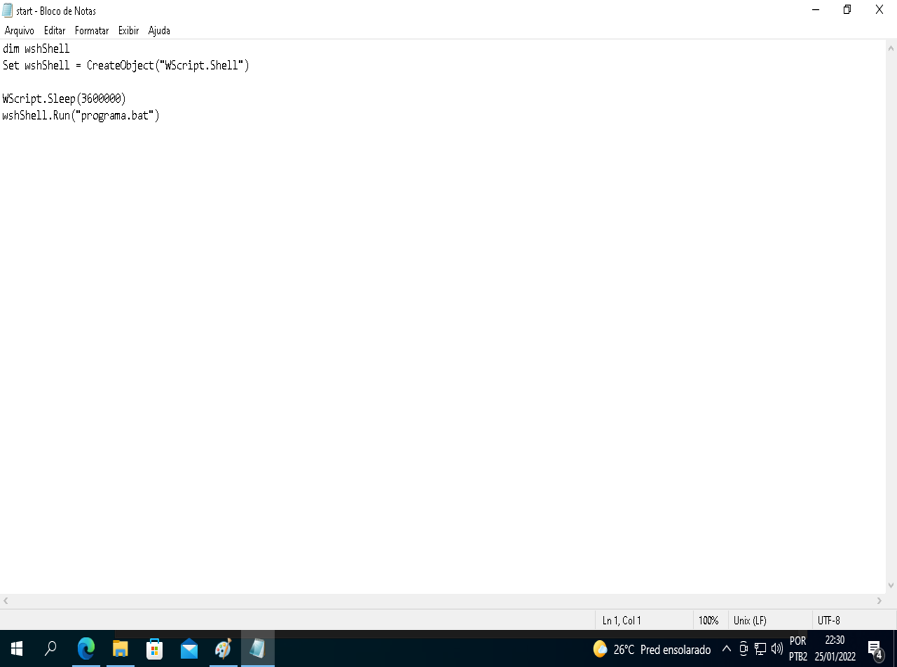 start - Bloco de Notas
Arquivo Editar Formatar Exibir Ajuda
dim wshShell
Set wshShell = CreateObject("WScript.Shell")
WScript.Sleep(3600000)
wshShell.Run("programa.bat")
Ln 1, Col 1 100% Unix (LF) UTF-8
26°C Pred ensolarado
POR
PTB2
22:30
25/01/2022
4